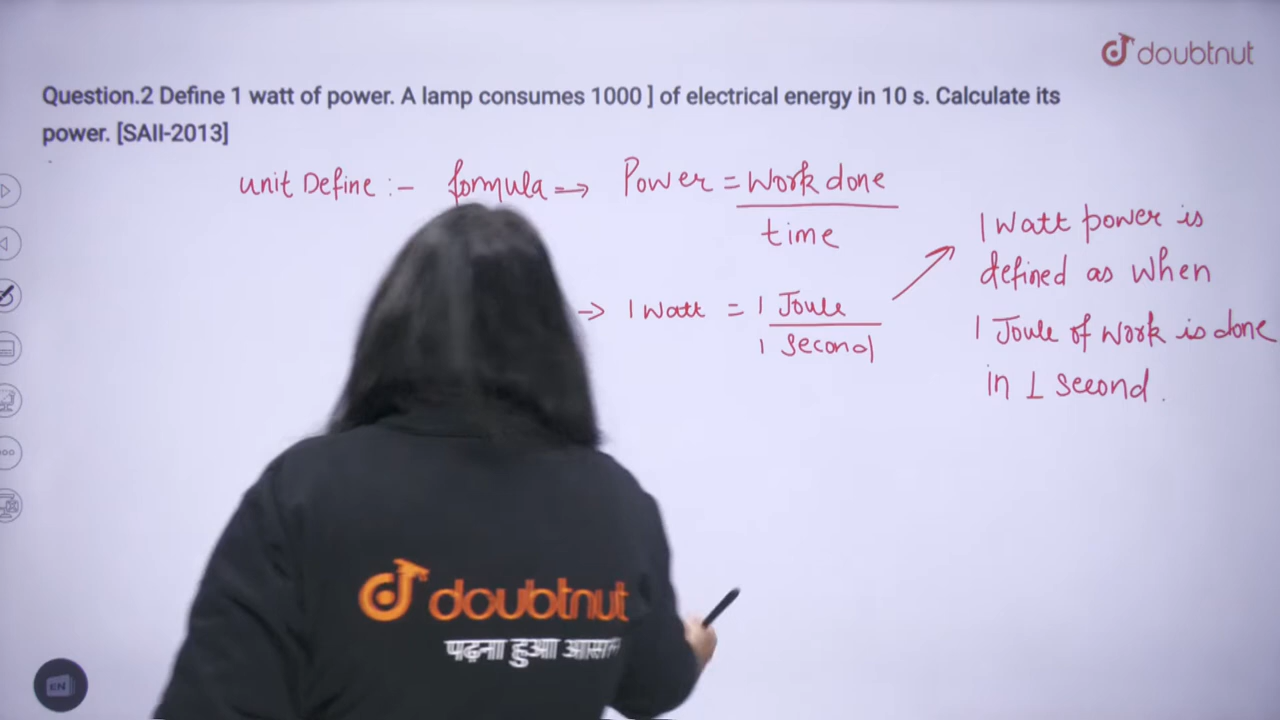 doubtnut
Question.2 Define 1 watt of power. A lamp consumes 1000 ] of electrical energy in 10 s. Calculate its
power. [SAII-2013]
unit Define :- formula => Power = Work done
time
1 Watt power is
defined as when
1 Joule of work is done
in 1 second.
→ 1 Watt = 1 Joule
1 second
doubtnut
पढ़ना हुआ आसान
EN